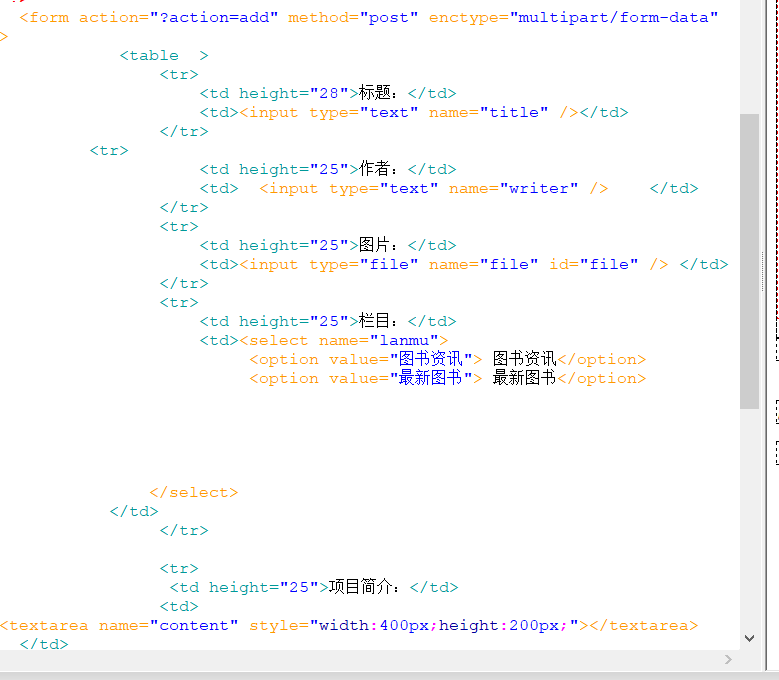 <form action="?action=add" method="post" enctype="multipart/form-data"
>
<table  >
<tr>
<td height="28">标题：</td>
<td><input type="text" name="title" /></td>
</tr>
<tr>
<td height="25">作者：</td>
<td>  <input type="text" name="writer" />    </td>
</tr>
<tr>
<td height="25">图片：</td>
<td><input type="file" name="file" id="file" /> </td>
</tr>
<tr>
<td height="25">栏目：</td>
<td><select name="lanmu">
<option value="图书资讯"> 图书资讯</option>
<option value="最新图书"> 最新图书</option>
</select>
</td>
</tr>
<tr>
<td height="25">项目简介：</td>
<td>
<textarea name="content" style="width:400px;height:200px;"></textarea>
</td>